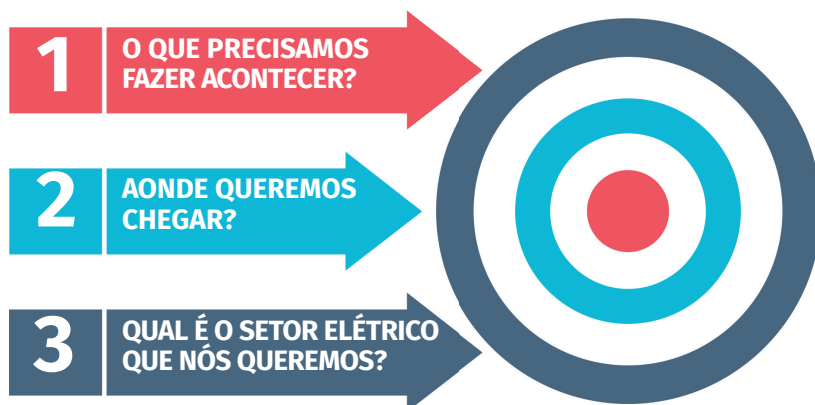 1
O QUE PRECISAMOS
FAZER ACONTECER?
2
AONDE QUEREMOS
CHEGAR?
3
QUAL É O SETOR ELÉTRICO
QUE NÓS QUEREMOS?